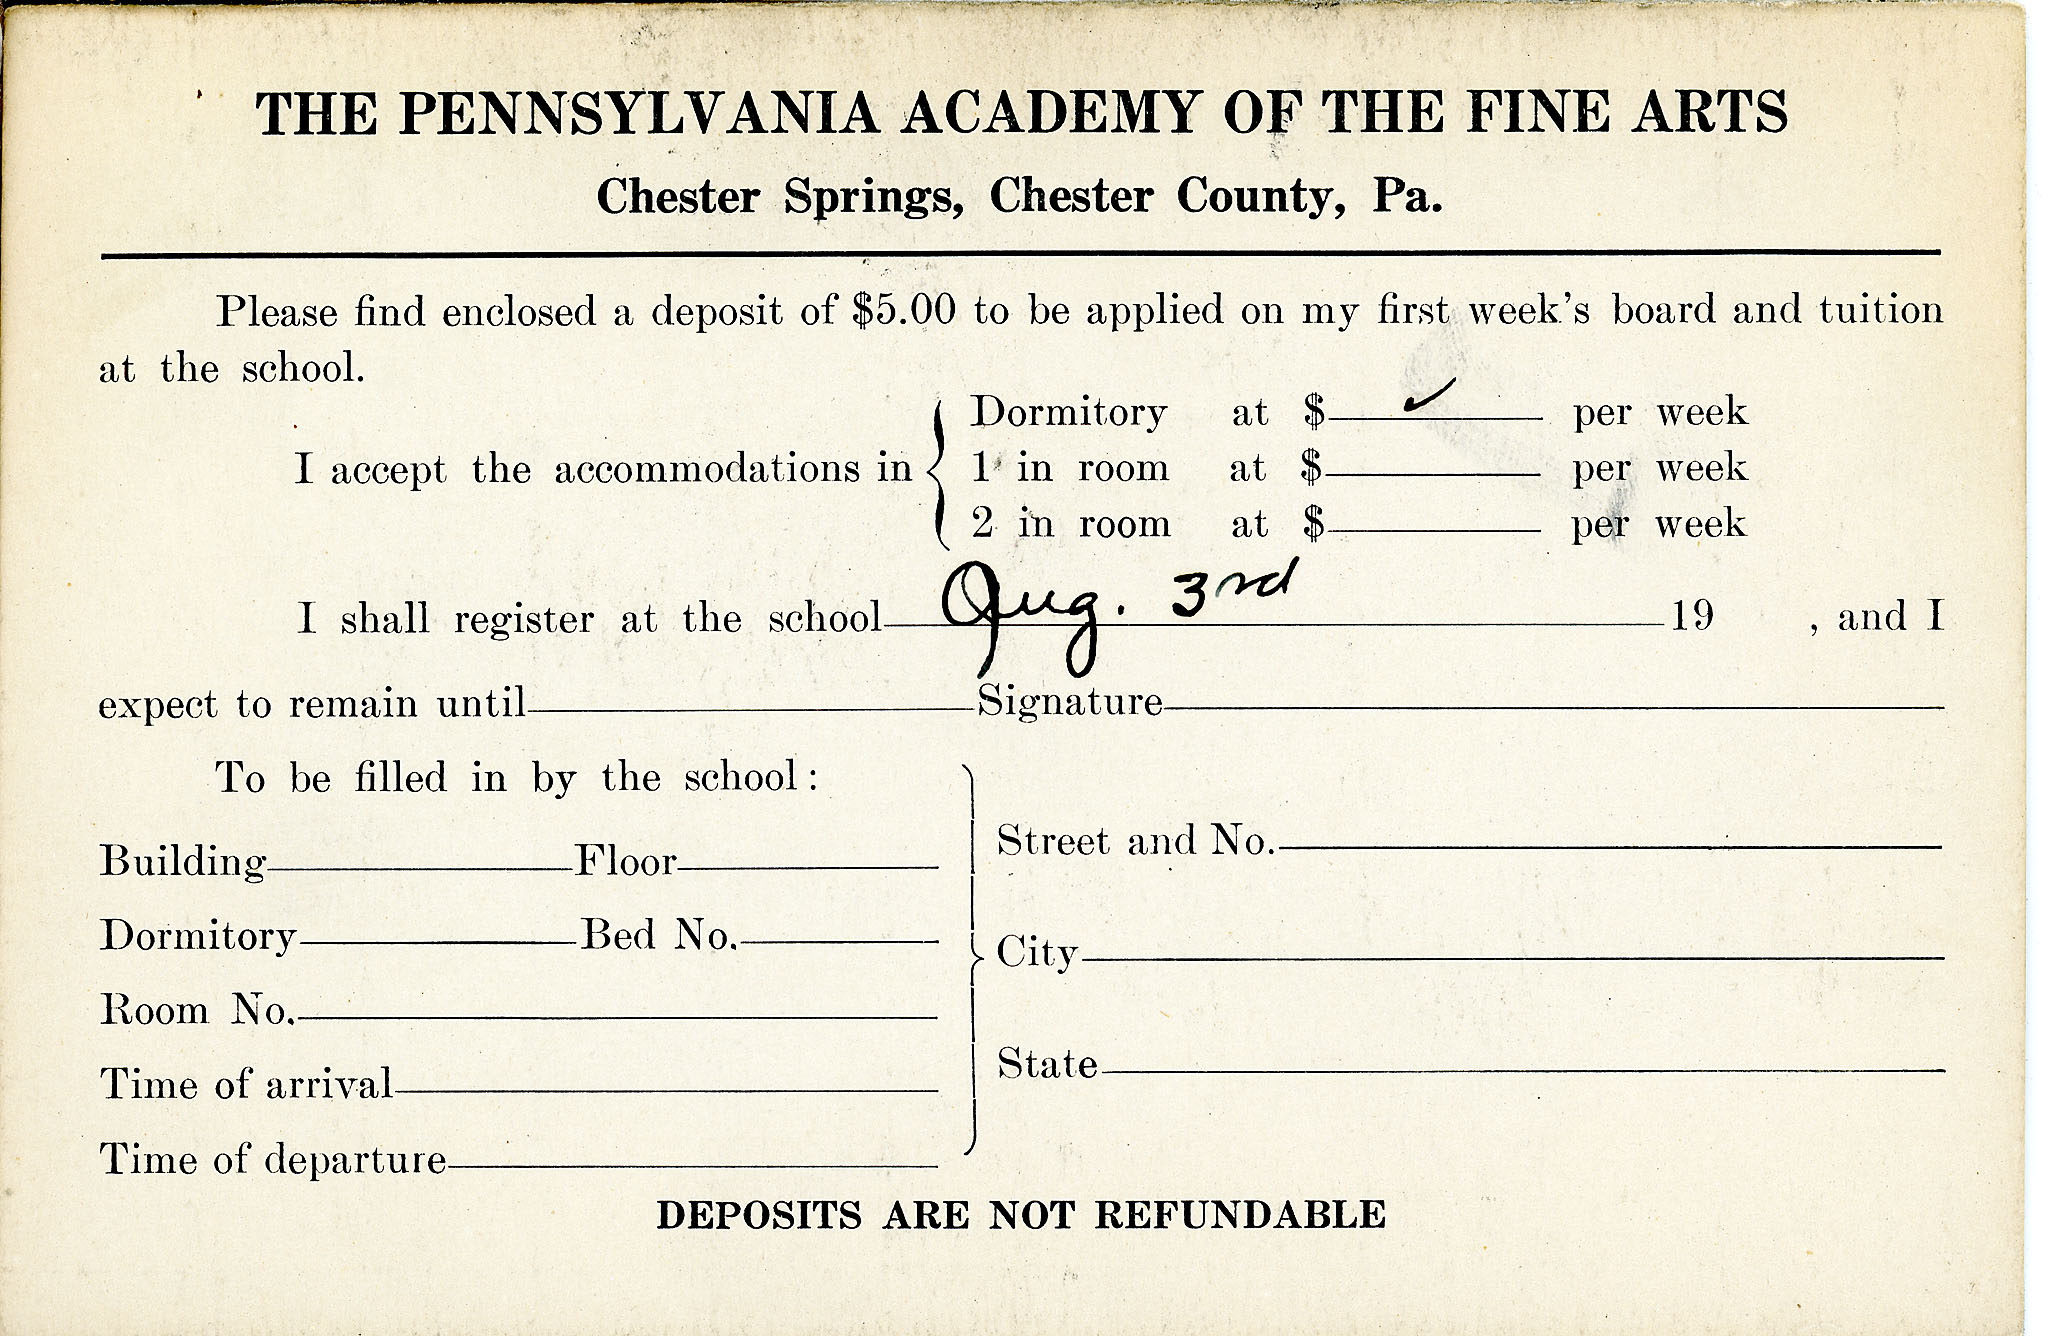 THE PENNSYLVANIA ACADEMY OF THE FINE ARTS
Chester Springs, Chester County, Pa.
Please find enclosed a deposit of $5.00 to be applied on my first week's board and tuition
at the school.
I accept the accommodations in
Dormitory at $ ✓ per week
1 in room at $ per week
2 in room at $ per week
I shall register at the school Aug. 3rd 19 , and I
expect to remain until Signature
To be filled in by the school:
Building Floor
Dormitory Bed No.
Room No.
Time of arrival
Time of departure
Street and No.
City
State
DEPOSITS ARE NOT REFUNDABLE